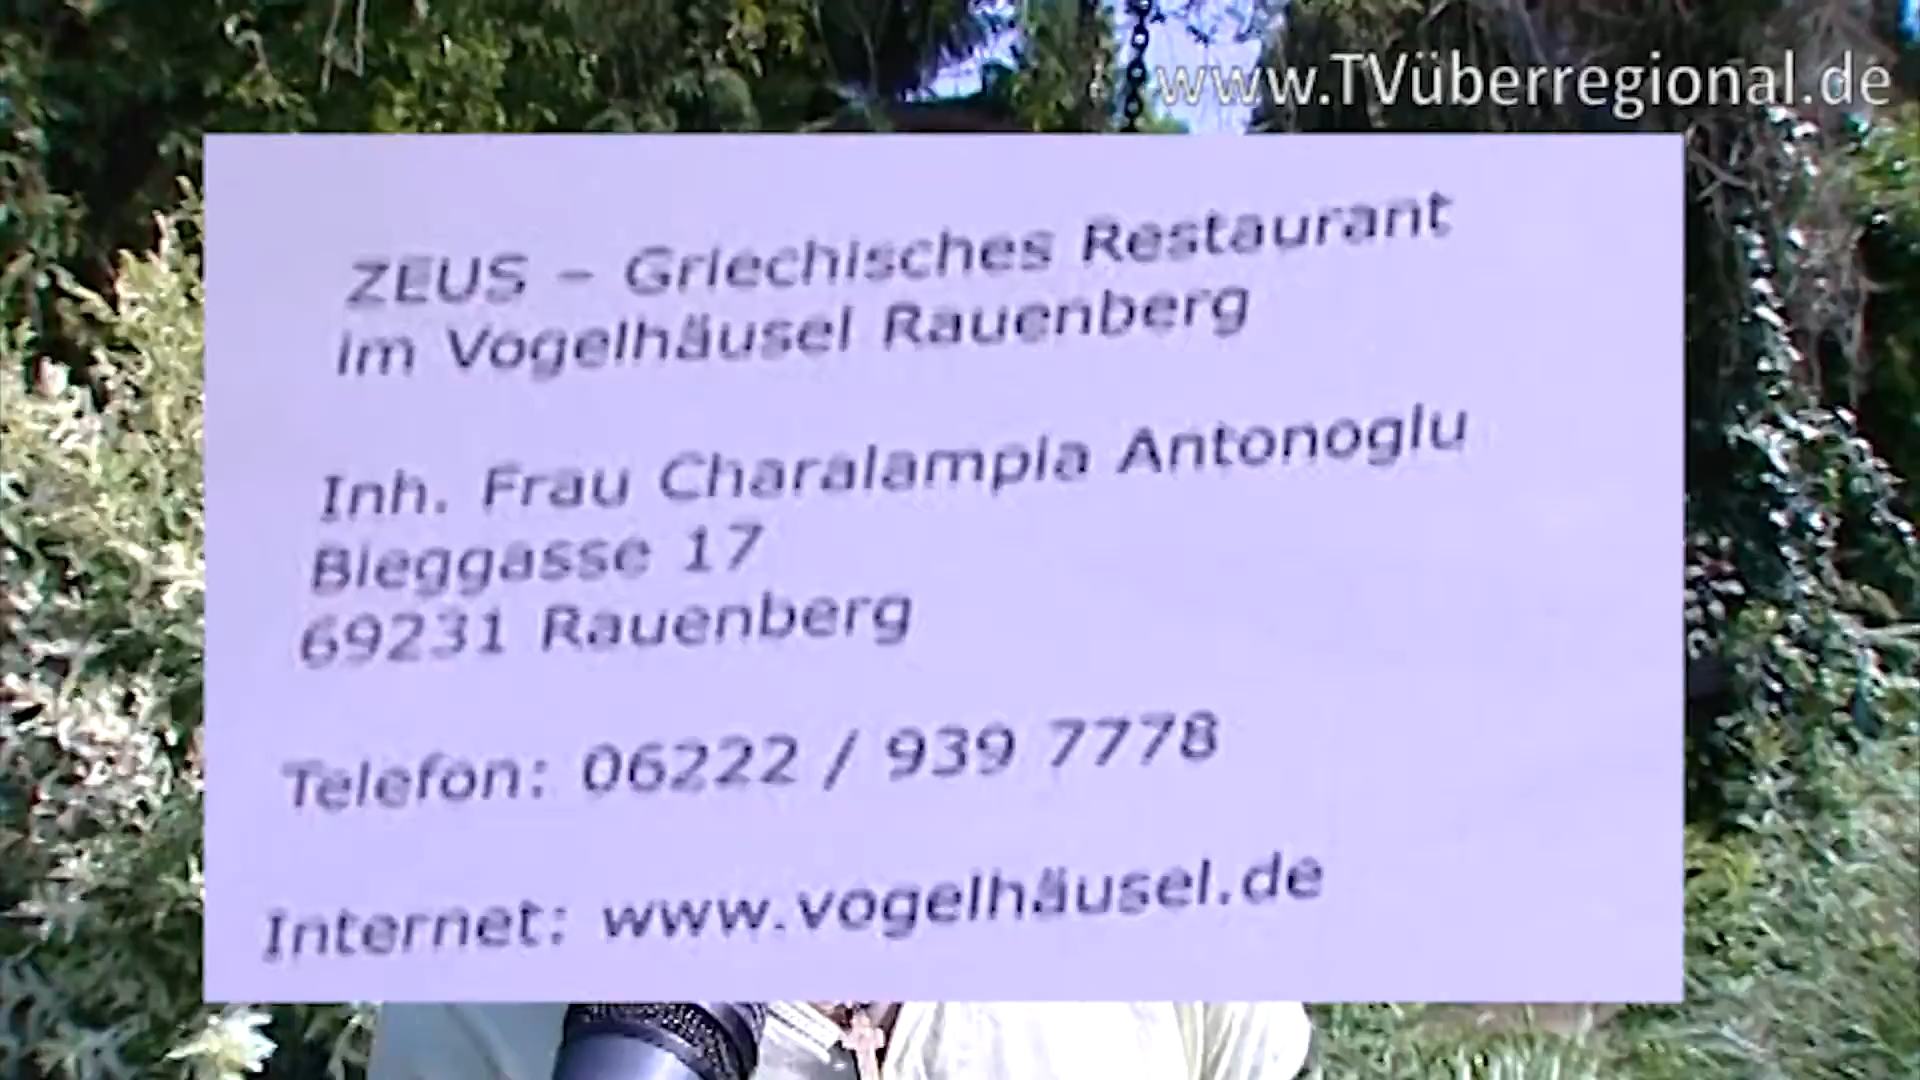 www.TVüberregional.de
ZEUS – Griechisches Restaurant
im Vogelhäusel Rauenberg
Inh. Frau Charalampia Antonoglu
Bieggasse 17
69231 Rauenberg
Telefon: 06222 / 939 7778
Internet: www.vogelhäusel.de